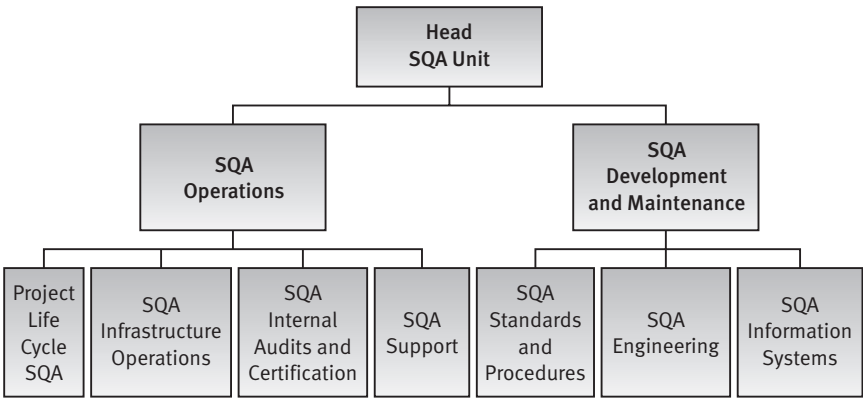 Head
SQA Unit
SQA
Operations
SQA
Development
and Maintenance
Project
Life
Cycle
SQA
SQA
Infrastructure
Operations
SQA
Internal
Audits and
Certification
SQA
Support
SQA
Standards
and
Procedures
SQA
Engineering
SQA
Information
Systems